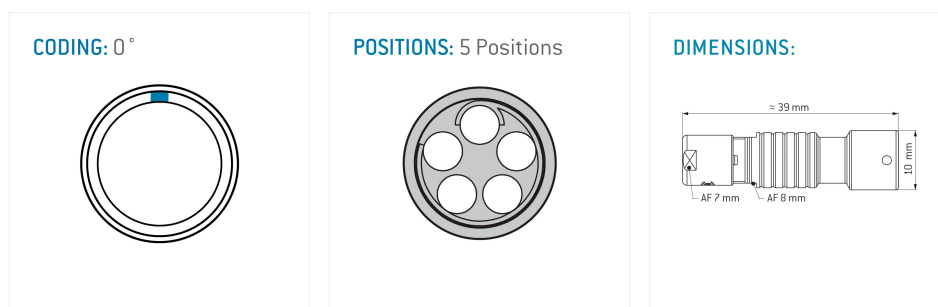 CODING: 0°
POSITIONS: 5 Positions
DIMENSIONS:
≈ 39 mm
10 mm
AF 7 mm
AF 8 mm